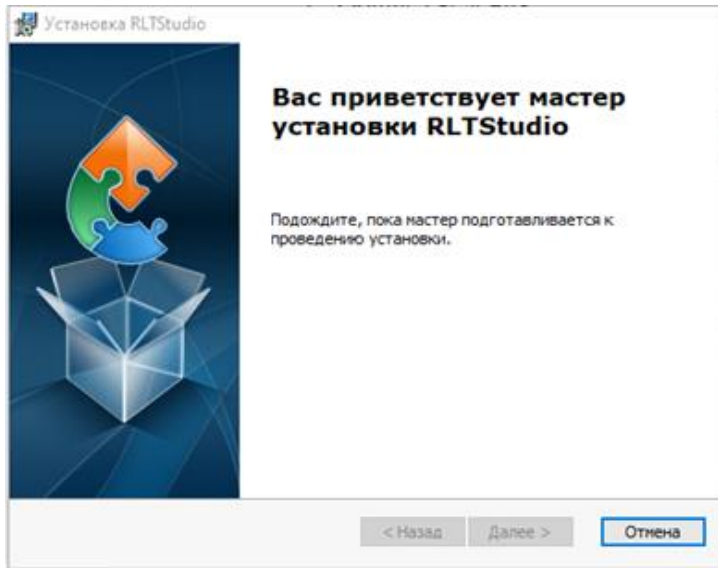 Установка RLTStudio
Вас приветствует мастер
установки RLTStudio
Подождите, пока мастер подготавливается к
проведению установки.
< Назад
Далее >
Отмена